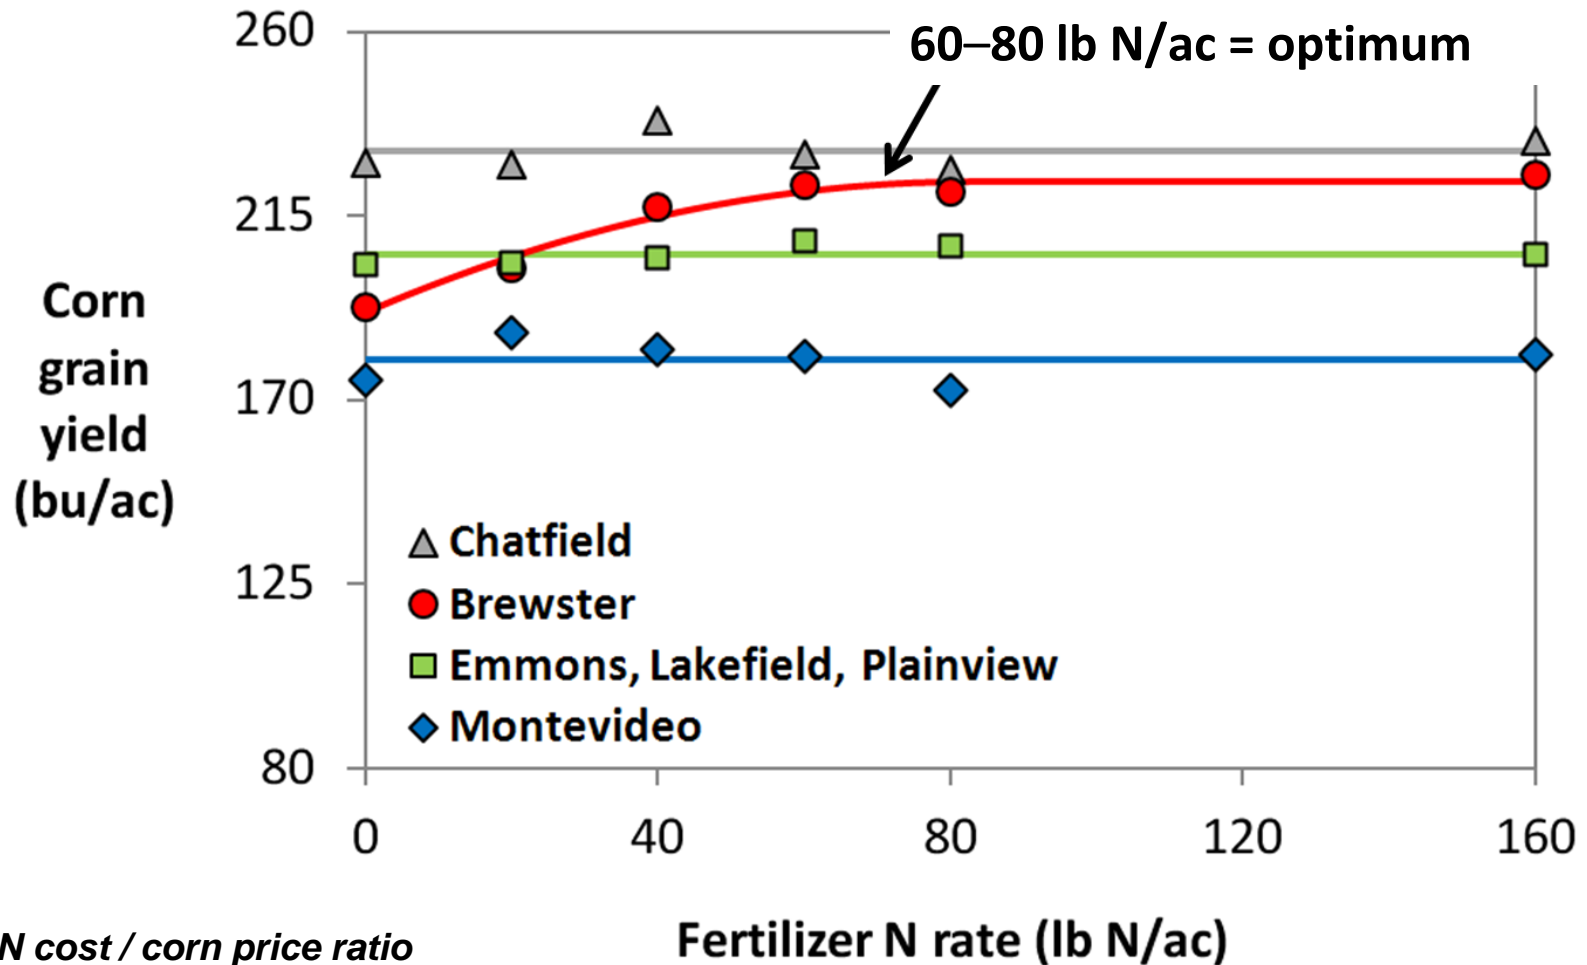 260
60–80 lb N/ac = optimum
215
Corn
grain
yield
(bu/ac)
170
125
80
Chatfield
Brewster
Emmons, Lakefield, Plainview
Montevideo
0 40 80 120 160
N cost / corn price ratio
Fertilizer N rate (lb N/ac)